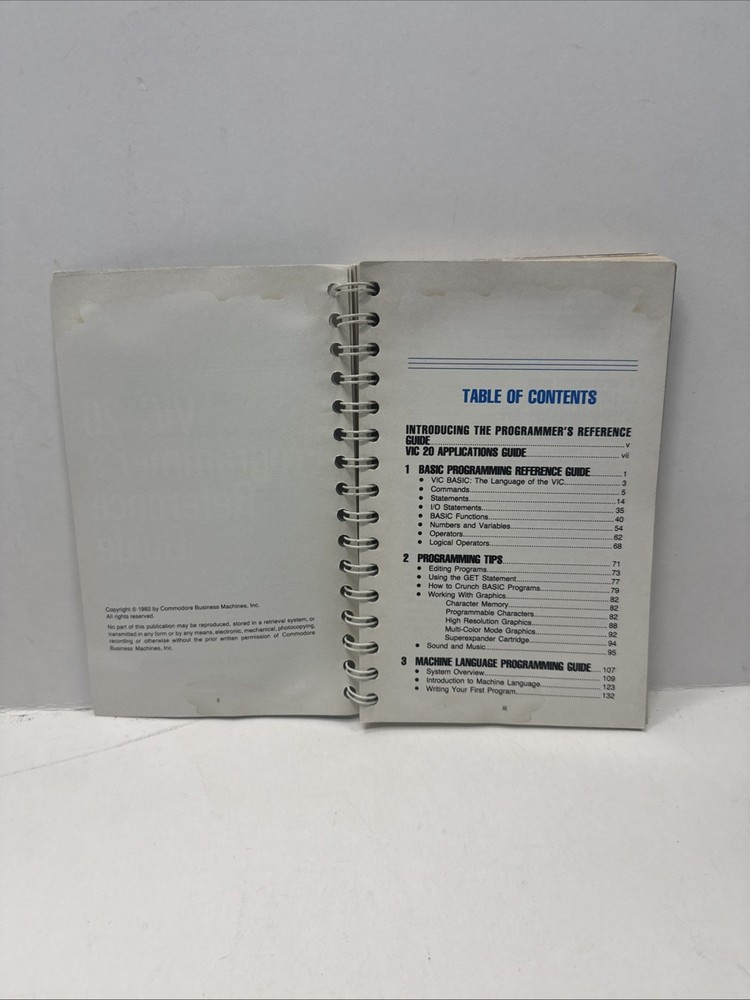 Copyright © 1982 by Commodore Business Machines, Inc.
All rights reserved.
No part of this publication may be reproduced, stored in a retrieval system, or
transmitted in any form or by any means, electronic, mechanical, photocopying,
recording or otherwise without the prior written permission of Commodore
Business Machines, Inc.
ii
TABLE OF CONTENTS
INTRODUCING THE PROGRAMMER'S REFERENCE
GUIDE v
VIC 20 APPLICATIONS GUIDE vii
1 BASIC PROGRAMMING REFERENCE GUIDE 1
• VIC BASIC: The Language of the VIC 3
• Commands 5
• Statements 14
• I/O Statements 35
• BASIC Functions 40
• Numbers and Variables 54
• Operators 62
• Logical Operators 68
2 PROGRAMMING TIPS 71
• Editing Programs 73
• Using the GET Statement 77
• How to Crunch BASIC Programs 79
• Working With Graphics 82
Character Memory 82
Programmable Characters 82
High Resolution Graphics 88
Multi-Color Mode Graphics 92
Superexpander Cartridge 94
• Sound and Music 95
3 MACHINE LANGUAGE PROGRAMMING GUIDE 107
• System Overview 109
• Introduction to Machine Language 123
• Writing Your First Program 132
iii